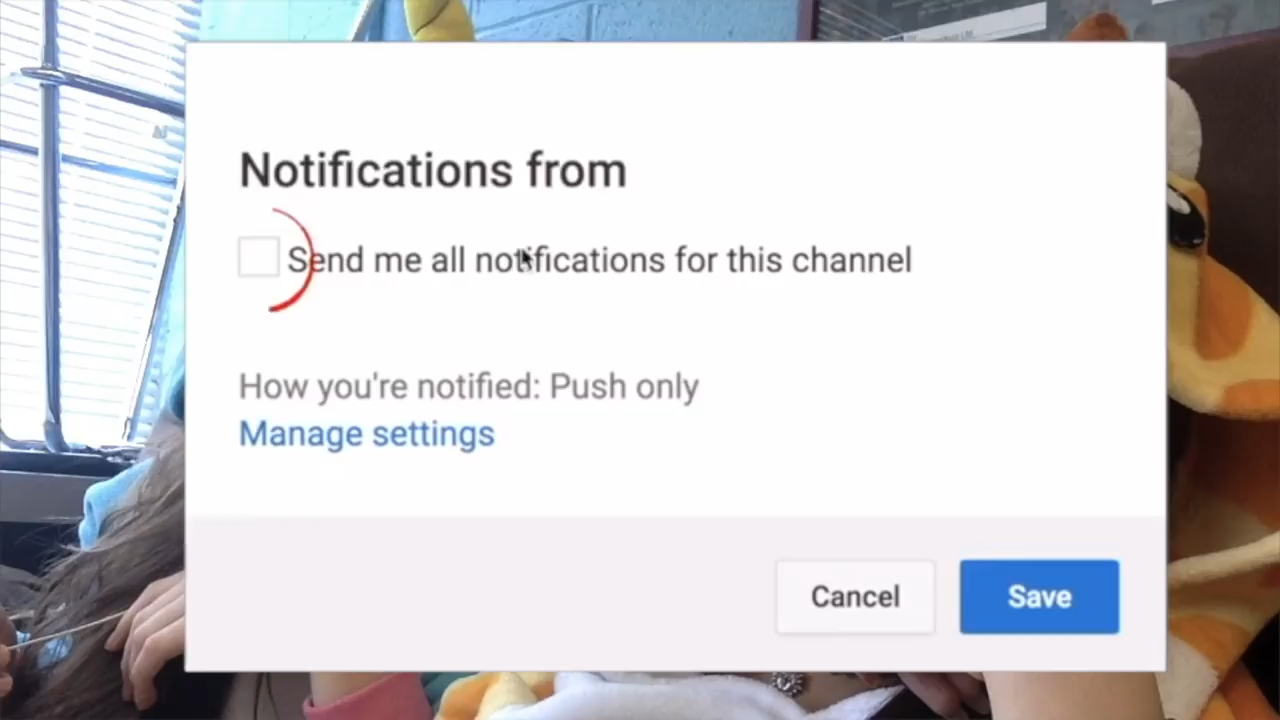 Notifications from
Send me all notifications for this channel
How you're notified: Push only
Manage settings
Cancel
Save